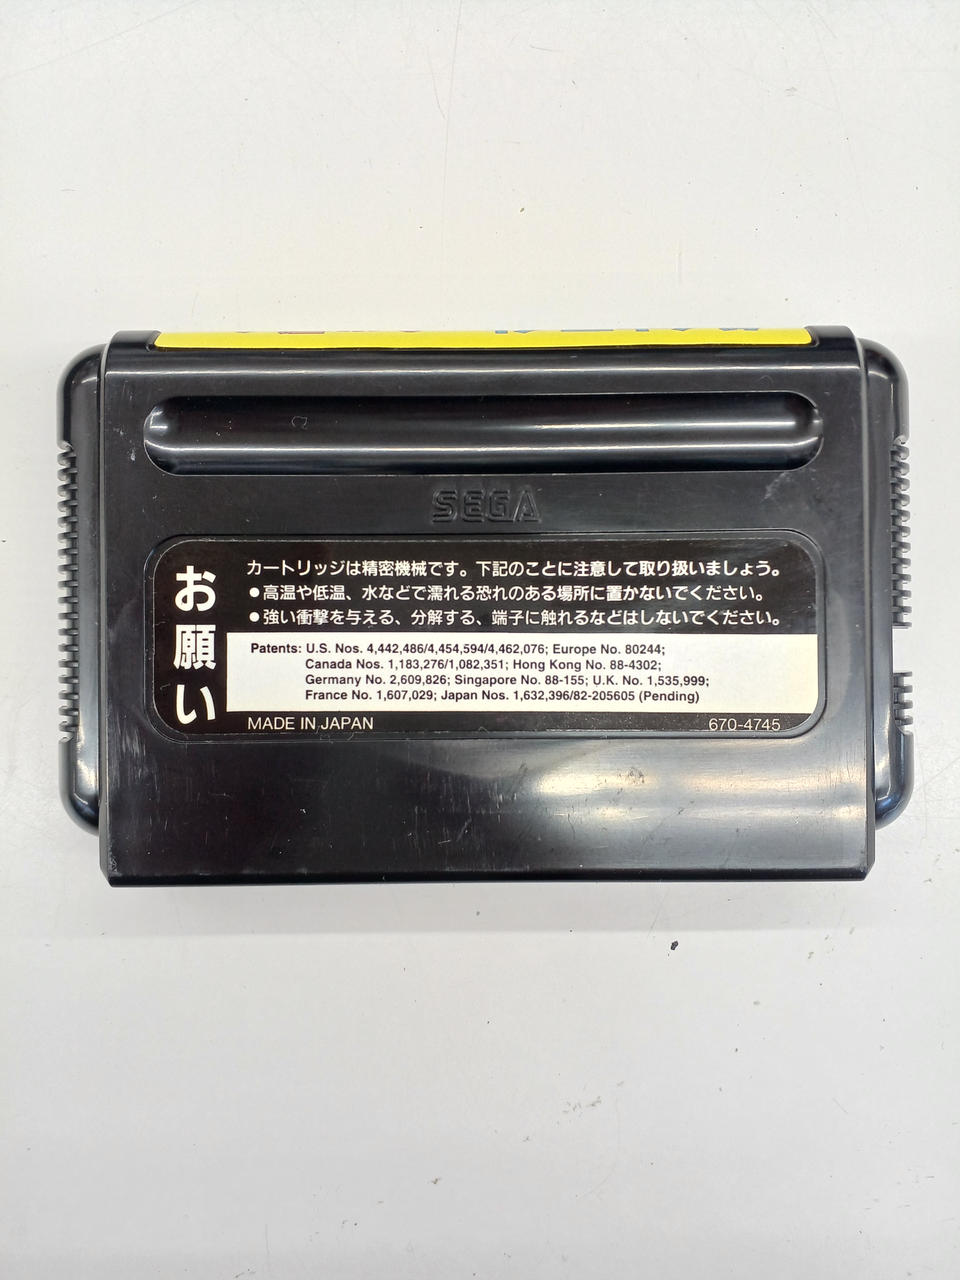 SEGA
お願い
カートリッジは精密機械です。下記のことに注意して取り扱いましょう。
●高温や低温、水などで濡れる恐れのある場所に置かないでください。
●強い衝撃を与える、分解する、端子に触れるなどはしないでください。
Patents: U.S. Nos. 4,442,486/4,454,594/4,462,076; Europe No. 80244;
Canada Nos. 1,183,276/1,082,351; Hong Kong No. 88-4302;
Germany No. 2,609,826; Singapore No. 88-155; U.K. No. 1,535,999;
France No. 1,607,029; Japan Nos. 1,632,396/82-205605 (Pending)
MADE IN JAPAN
670-4745